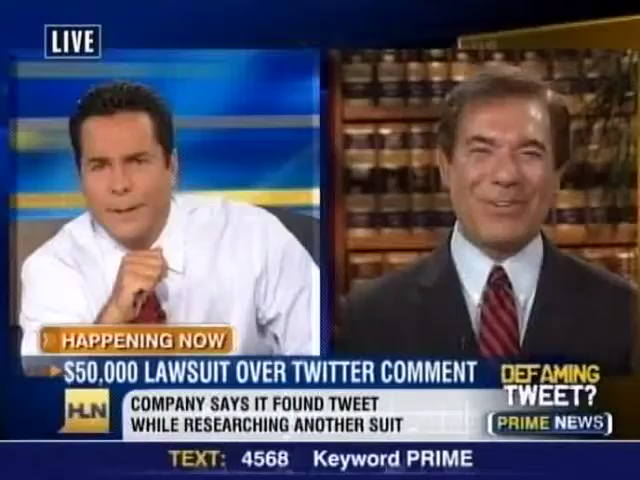 LIVE
HAPPENING NOW
$50,000 LAWSUIT OVER TWITTER COMMENT
DEFAMING
TWEET?
HLN
COMPANY SAYS IT FOUND TWEET
WHILE RESEARCHING ANOTHER SUIT
PRIME NEWS
TEXT: 4568 Keyword PRIME